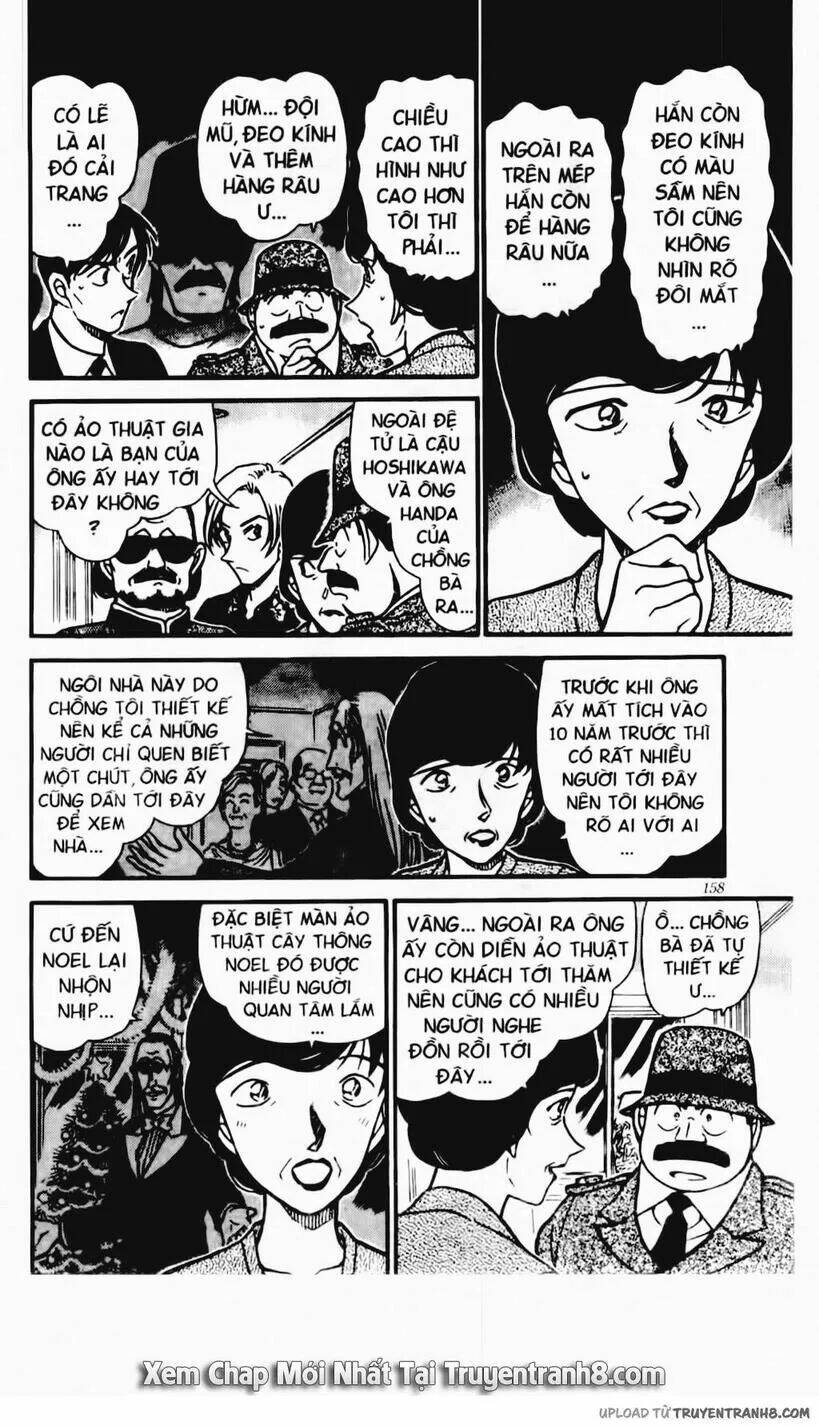 HẮN CÒN
ĐEO KÍNH
CÓ MÀU
SẪM NÊN
TÔI CŨNG
KHÔNG
NHÌN RÕ
ĐÔI MẮT
...
NGOÀI RA
TRÊN MÉP
HẮN CÒN
ĐỂ HÀNG
RÂU NỮA
...
CHIỀU
CAO THÌ
HÌNH NHƯ
CAO HƠN
TÔI THÌ
PHẢI...
HỪM... ĐỘI
MŨ, ĐEO KÍNH
VÀ THÊM
HÀNG RÂU
Ư...
CÓ LẼ
LÀ AI
ĐÓ CẢI
TRANG
...
NGOÀI ĐỆ
TỬ LÀ CẬU
HOSHIKAWA
VÀ ÔNG
HANDA
CỦA
CHỒNG
BÀ
RA...
CÓ ẢO THUẬT GIA
NÀO LÀ BẠN CỦA
ÔNG ẤY HAY TỚI
ĐÂY KHÔNG
?
TRƯỚC KHI ÔNG
ẤY MẤT TÍCH VÀO
10 NĂM TRƯỚC THÌ
CÓ RẤT NHIỀU
NGƯỜI TỚI ĐÂY
NÊN TÔI KHÔNG
RÕ AI VỚI AI
...
NGÔI NHÀ NÀY DO
CHỒNG TÔI THIẾT KẾ
NÊN KỂ CẢ NHỮNG
NGƯỜI CHỈ QUEN BIẾT
MỘT CHÚT, ÔNG ẤY
CŨNG DẪN TỚI ĐÂY
ĐỂ XEM
NHÀ...
158
Ồ... CHỒNG
BÀ ĐÃ TỰ
THIẾT KẾ
Ư...
VÂNG... NGOÀI RA ÔNG
ẤY CÒN DIỄN ẢO THUẬT
CHO KHÁCH TỚI THĂM
NÊN CŨNG CÓ NHIỀU
NGƯỜI NGHE
ĐỒN RỒI TỚI
ĐÂY...
ĐẶC BIỆT MÀN ẢO
THUẬT CÂY THÔNG
NOEL ĐÓ ĐƯỢC
NHIỀU NGƯỜI
QUAN TÂM LẮM
...
CỨ ĐẾN
NOEL LẠI
NHỘN
NHỊP...
Xem Chap Mới Nhất Tại Truyentranh8.com
UPLOAD TỪ TRUYENTRANH8.COM